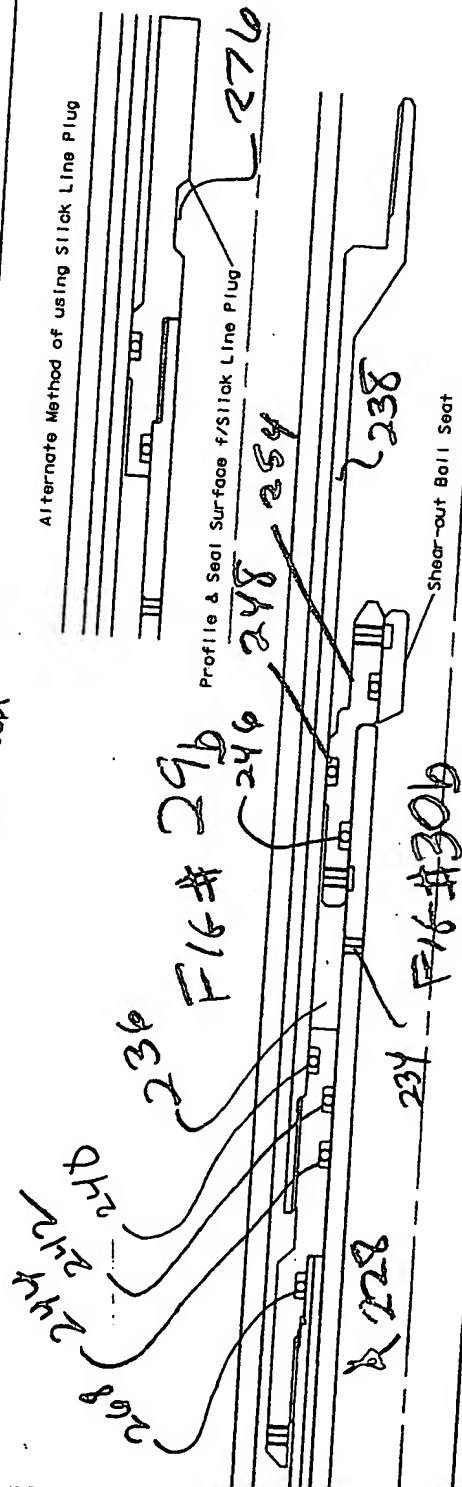 Alternate Method of using Slick Line Plug
276
Profile & Seal Surface f/Slick Line Plug
FIG# 29b
268
244
242
240
236
246
248
254
238
228
234
FIG#30b
Shear-out Ball Seat